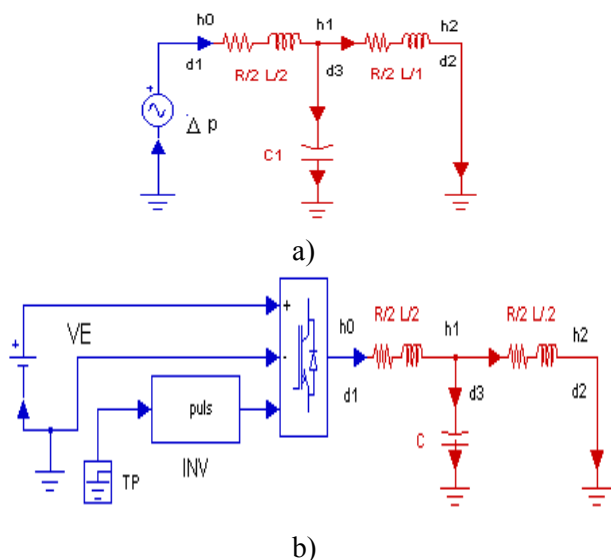 h0 h1 h2
d1 R/2 L/2 d3 R/2 L/1 d2
+
Δ p
C1
a)
+
VE
+
-
h0 R/2 L/2 h1 R/2 L/.2 h2
d1 d3 d2
puls
C
TP INV
b)